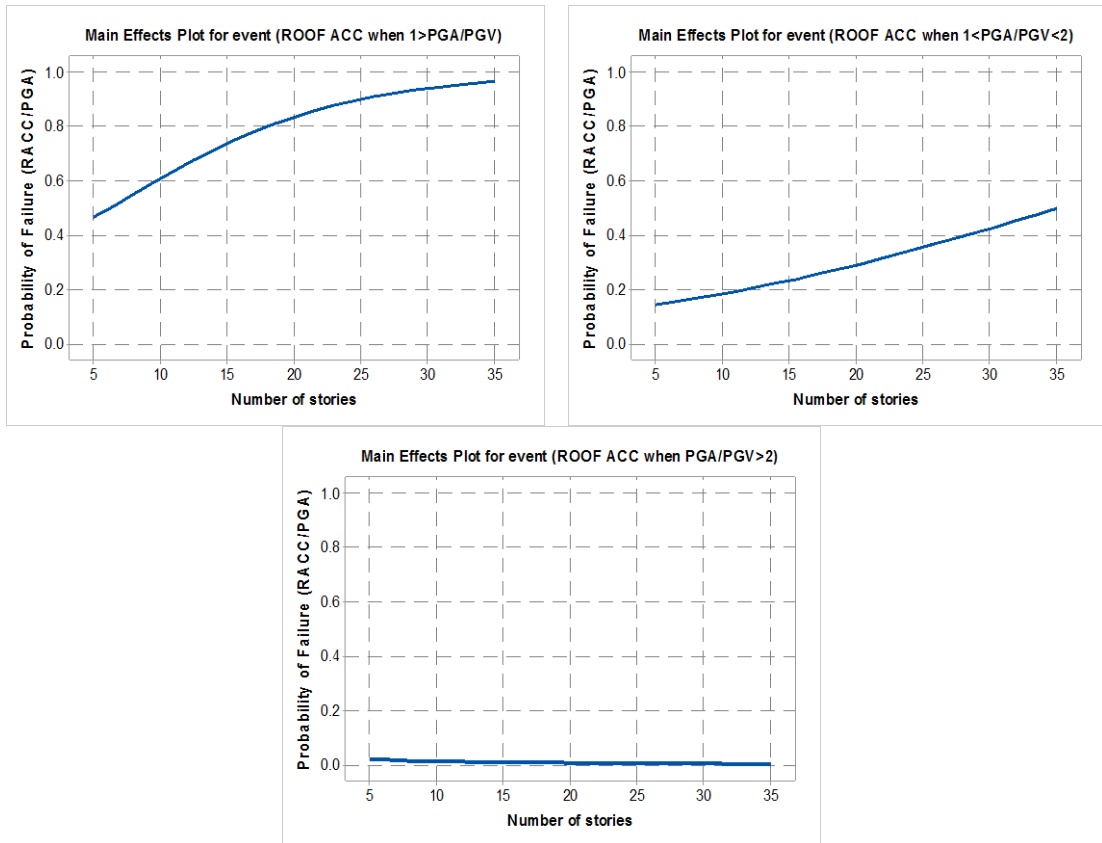 Main Effects Plot for event (ROOF ACC when 1>PGA/PGV)
Probability of Failure (RACC/PGA)
1.0
0.8
0.6
0.4
0.2
0.0
5 10 15 20 25 30 35
Number of stories
Main Effects Plot for event (ROOF ACC when 1<PGA/PGV<2)
Probability of Failure (RACC/PGA)
1.0
0.8
0.6
0.4
0.2
0.0
5 10 15 20 25 30 35
Number of stories
Main Effects Plot for event (ROOF ACC when PGA/PGV>2)
Probability of Failure (RACC/PGA)
1.0
0.8
0.6
0.4
0.2
0.0
5 10 15 20 25 30 35
Number of stories